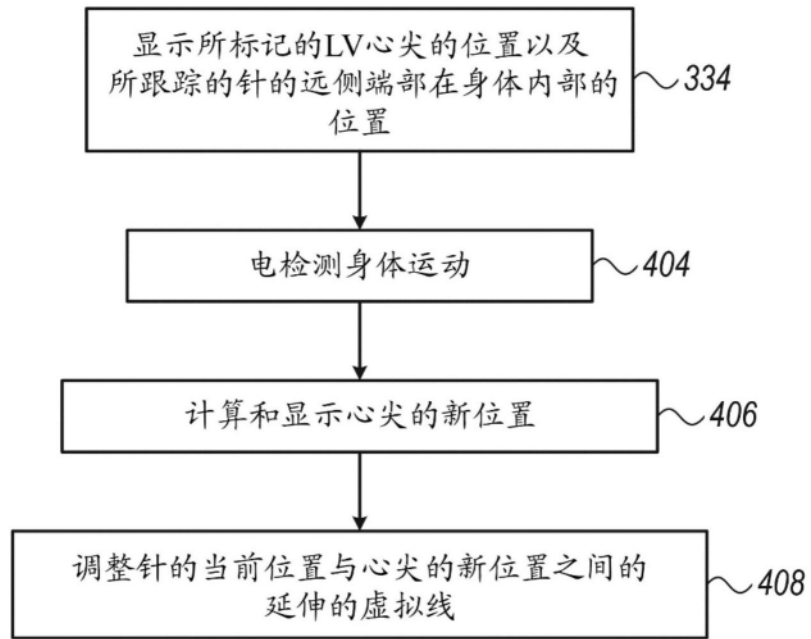 显示所标记的LV心尖的位置以及
所跟踪的针的远侧端部在身体内部的
位置
334
电检测身体运动
404
计算和显示心尖的新位置
406
调整针的当前位置与心尖的新位置之间的
延伸的虚拟线
408